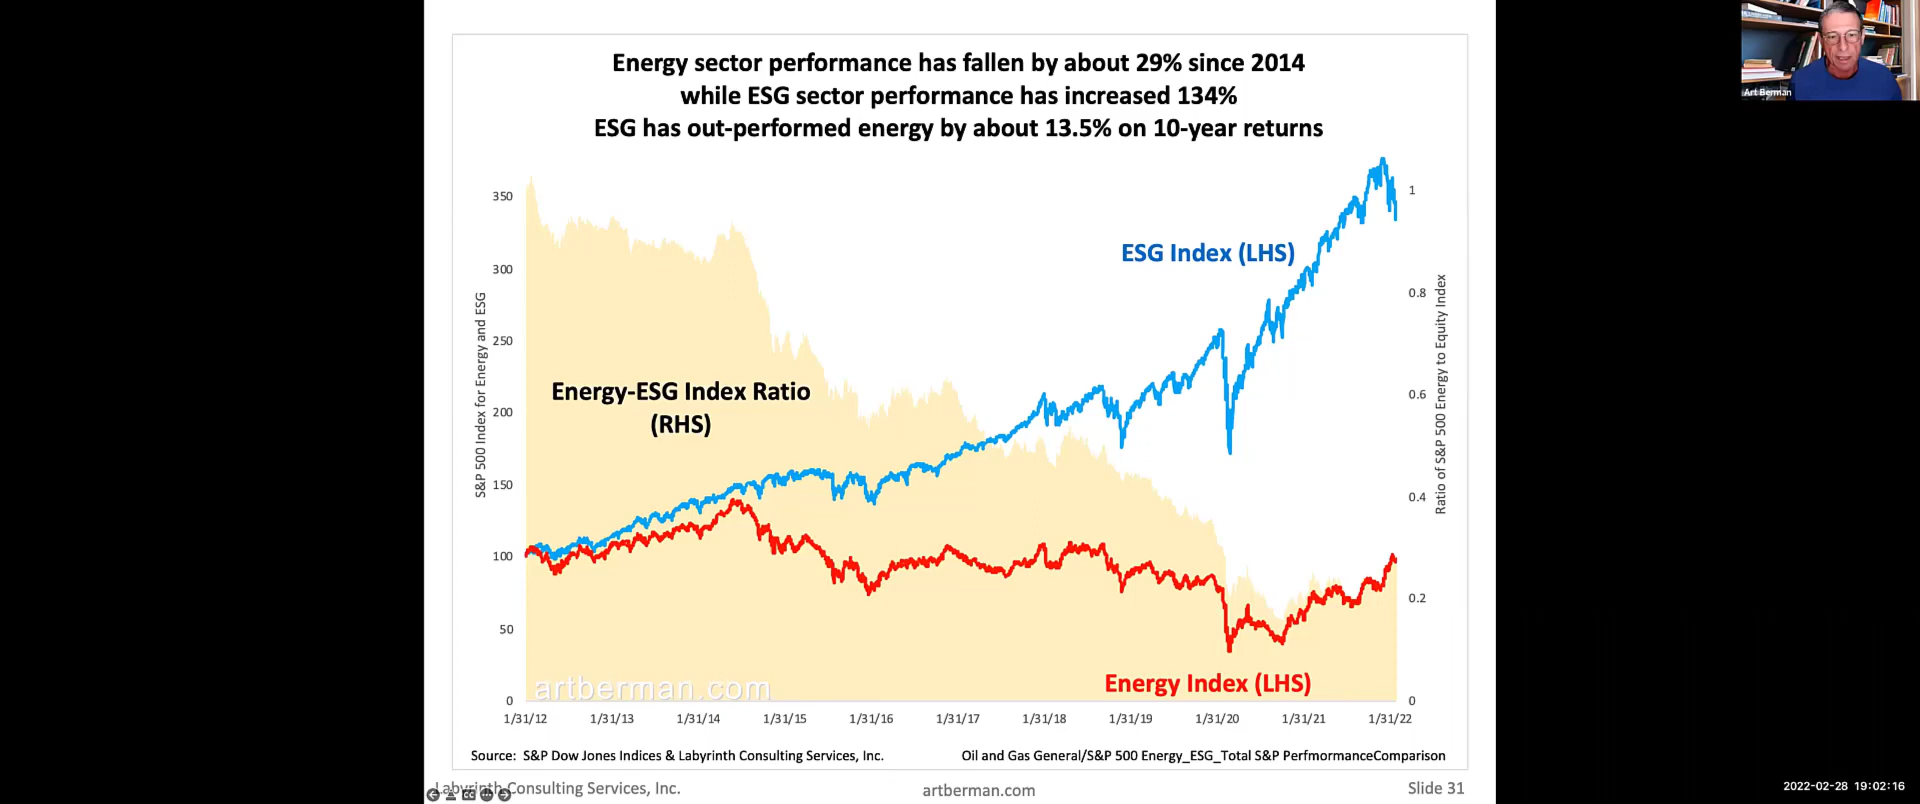 Energy sector performance has fallen by about 29% since 2014
while ESG sector performance has increased 134%
ESG has out-performed energy by about 13.5% on 10-year returns
350
300
250
200
150
100
50
0
S&P 500 Index for Energy and ESG
1
0.8
0.6
0.4
0.2
0
Ratio of S&P 500 Energy to Equity Index
ESG Index (LHS)
Energy-ESG Index Ratio
(RHS)
Energy Index (LHS)
artberman.com
1/31/12 1/31/13 1/31/14 1/31/15 1/31/16 1/31/17 1/31/18 1/31/19 1/31/20 1/31/21 1/31/22
Source: S&P Dow Jones Indices & Labyrinth Consulting Services, Inc.
Oil and Gas General/S&P 500 Energy_ESG_Total S&P PerfmormanceComparison
Labyrinth Consulting Services, Inc.
artberman.com
Slide 31
Art Berman
2022-02-28 19:02:16